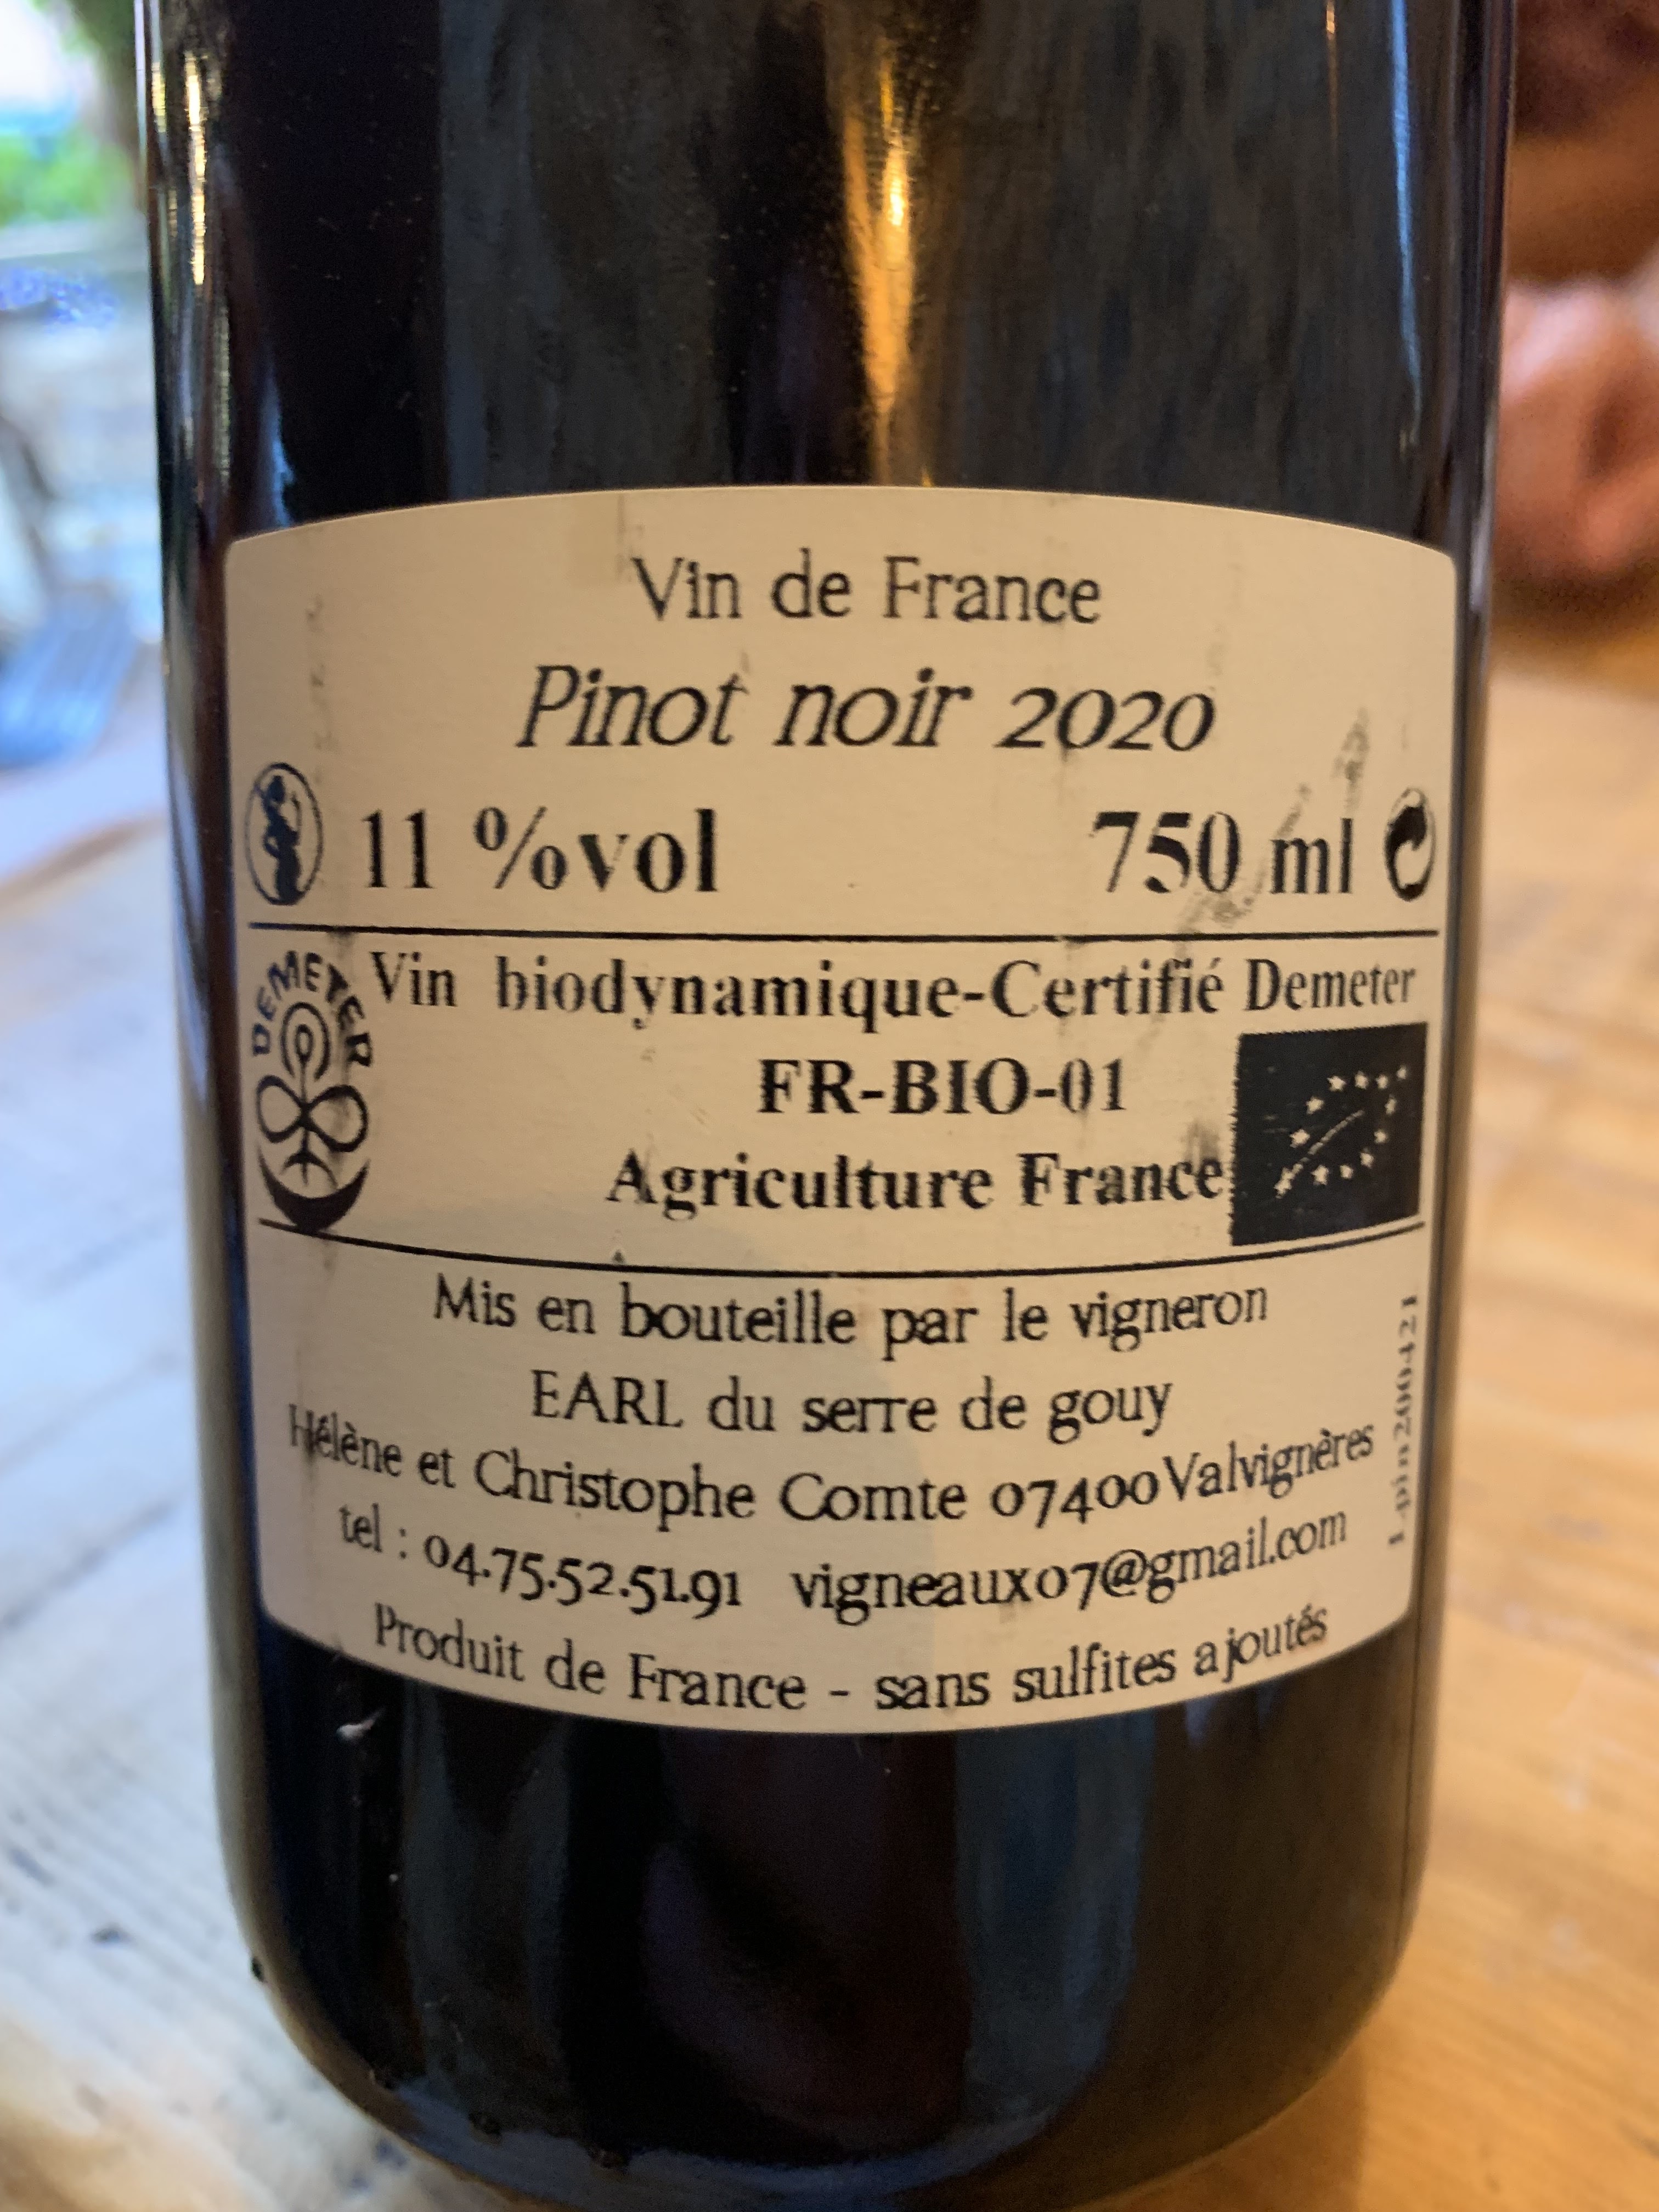 Vin de France
Pinot noir 2020
11 %vol 750 ml
DEMETER
Vin biodynamique-Certifié Demeter
FR-BIO-01
Agriculture France
Mis en bouteille par le vigneron
EARL du serre de gouy
Hélène et Christophe Comte 07400 Valvignères
tel : 04.75.52.51.91 vigneaux07@gmail.com
Produit de France - sans sulfites ajoutés
L-pin200421